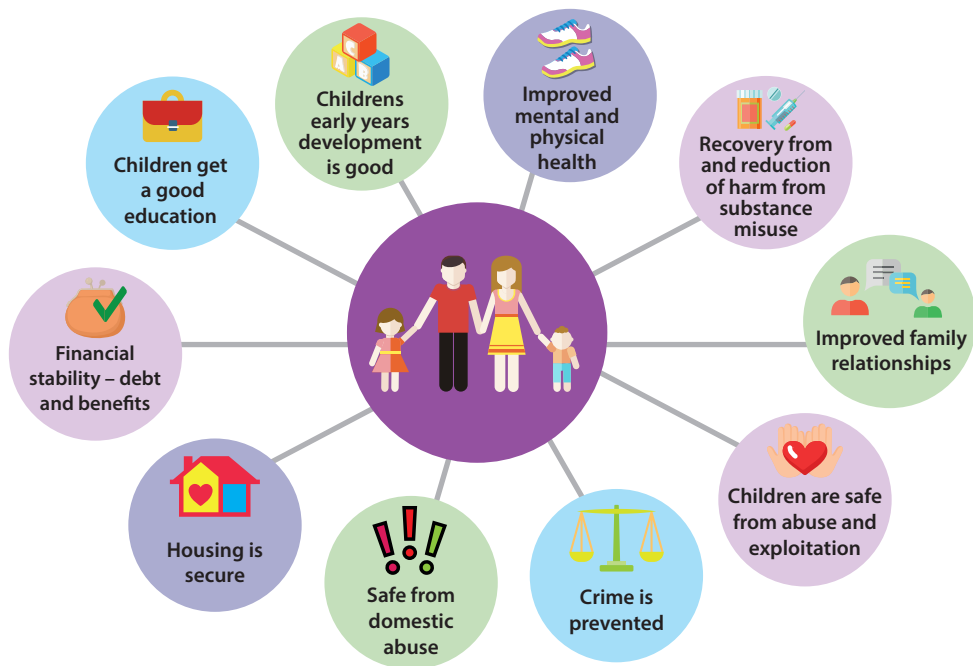 Children get
a good
education
Childrens
early years
development
is good
Improved
mental and
physical
health
Recovery from
and reduction
of harm from
substance
misuse
Improved family
relationships
Children are safe
from abuse and
exploitation
Crime is
prevented
Safe from
domestic
abuse
Housing is
secure
Financial
stability – debt
and benefits
C
A
B